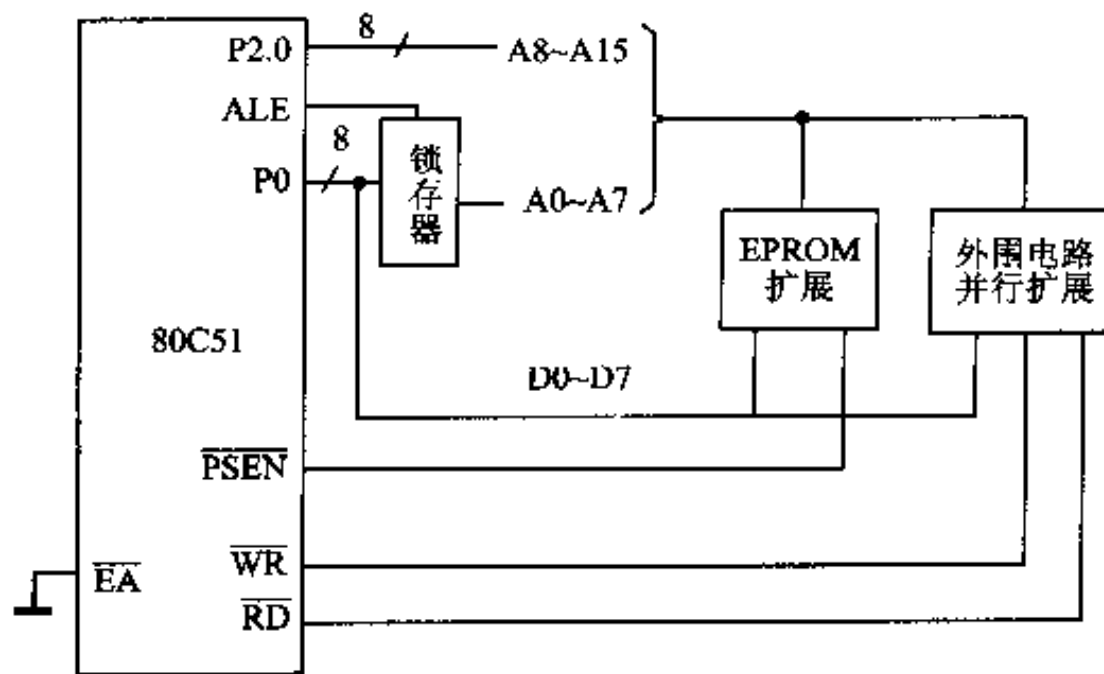 P2.0
8
A8~A15
ALE
8
P0
锁存器
A0~A7
EPROM
扩展
外围电路
并行扩展
80C51
D0~D7
PSEN
WR
EA
RD